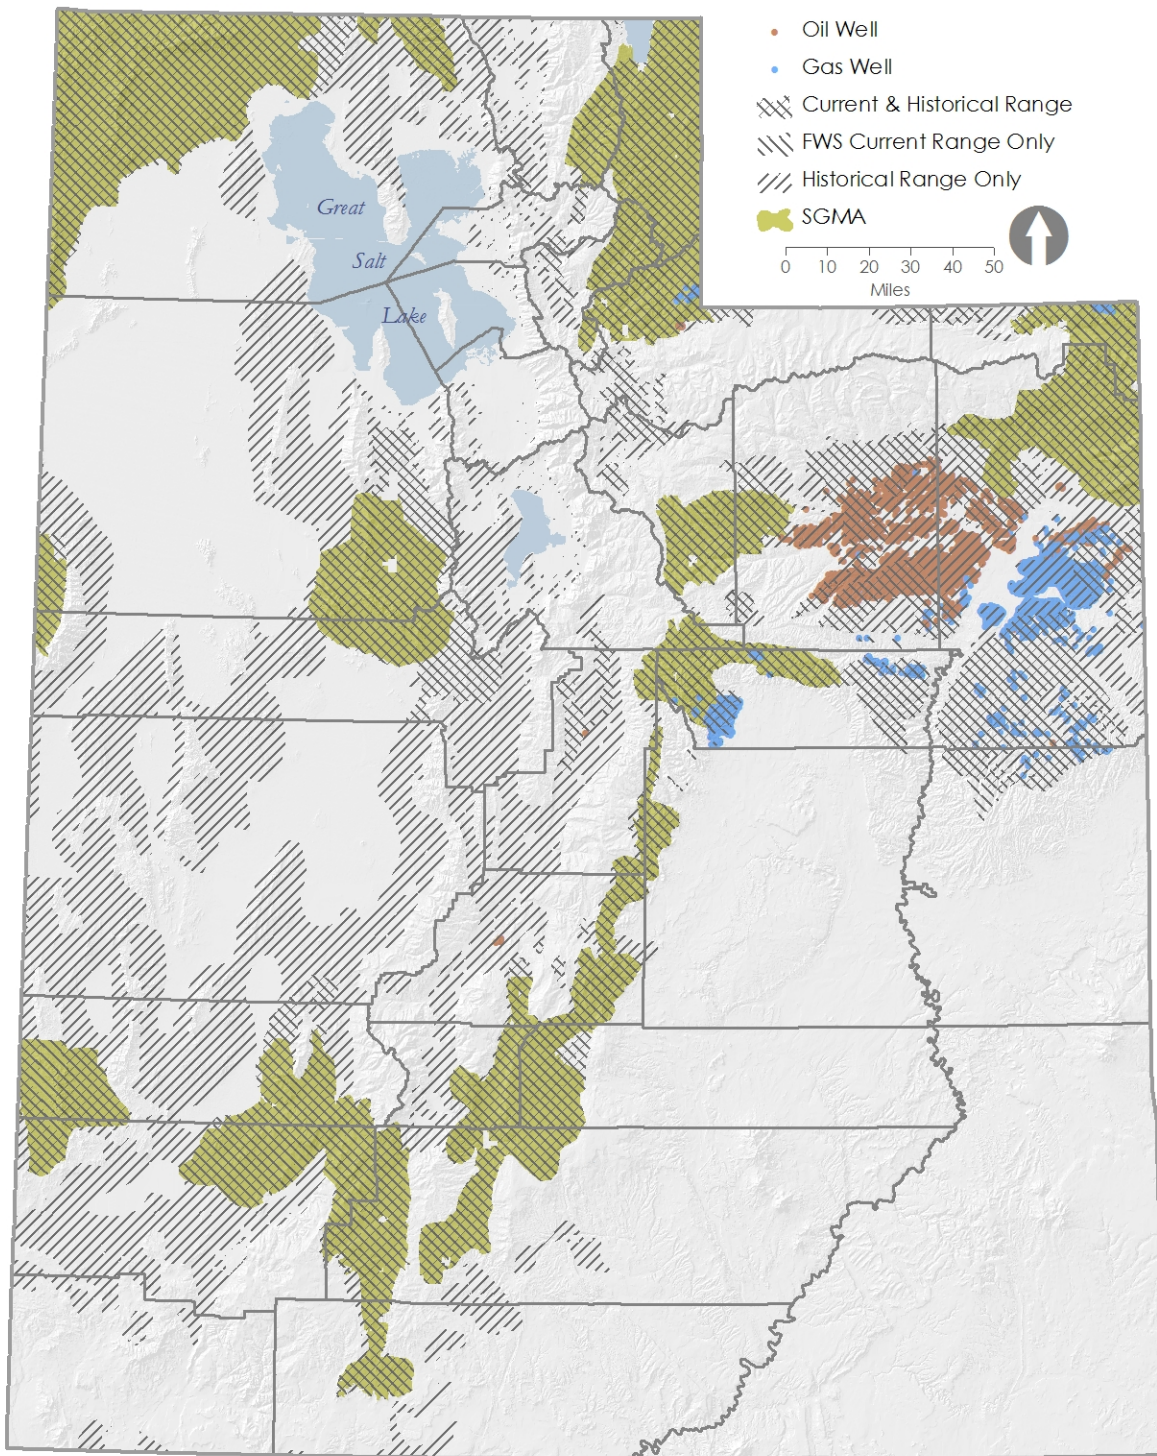 Oil Well
Gas Well
Current & Historical Range
FWS Current Range Only
Historical Range Only
SGMA
0 10 20 30 40 50
Miles
Great
Salt
Lake